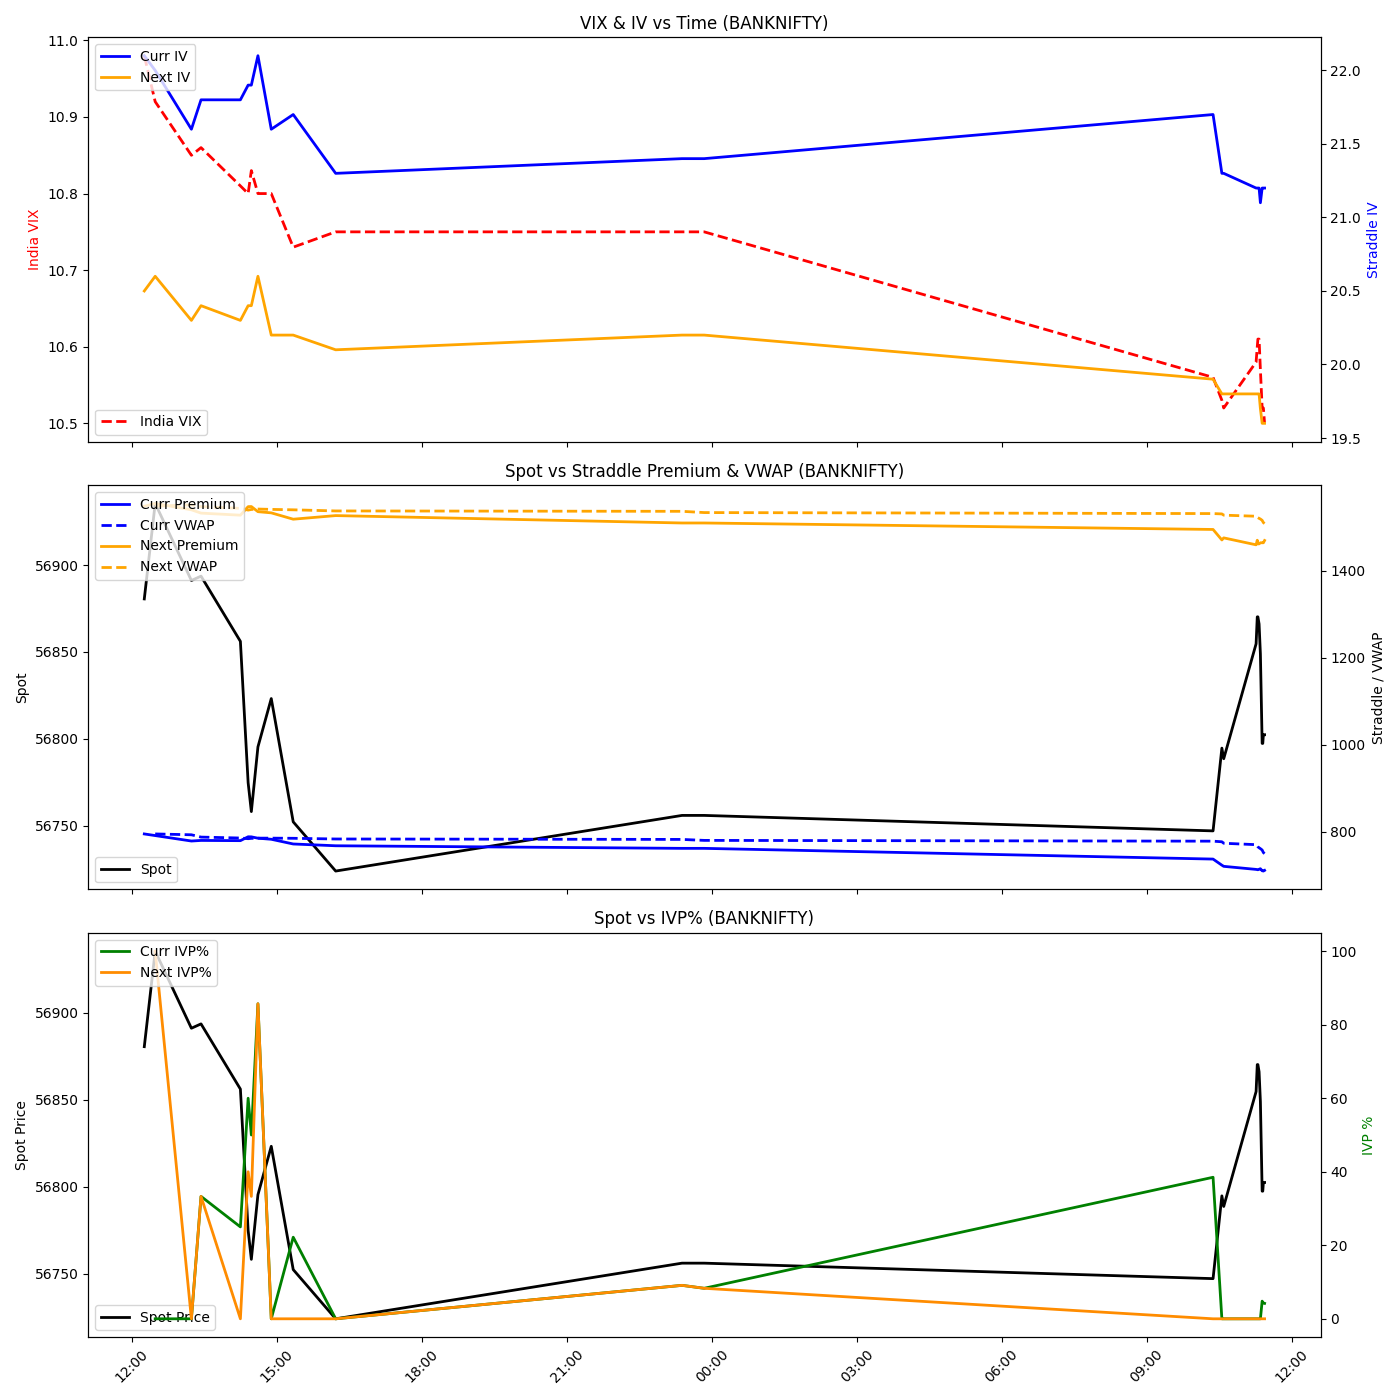 VIX & IV vs Time (BANKNIFTY)
Curr IV
Next IV
India VIX
11.0
10.9
10.8
10.7
10.6
10.5
India VIX
22.0
21.5
21.0
20.5
20.0
19.5
Straddle IV
Spot vs Straddle Premium & VWAP (BANKNIFTY)
Curr Premium
Curr VWAP
Next Premium
Next VWAP
Spot
56900
56850
56800
56750
Spot
1400
1200
1000
800
Straddle / VWAP
Spot vs IVP% (BANKNIFTY)
Curr IVP%
Next IVP%
Spot Price
56900
56850
56800
56750
Spot Price
100
80
60
40
20
0
IVP %
12:00
15:00
18:00
21:00
00:00
03:00
06:00
09:00
12:00